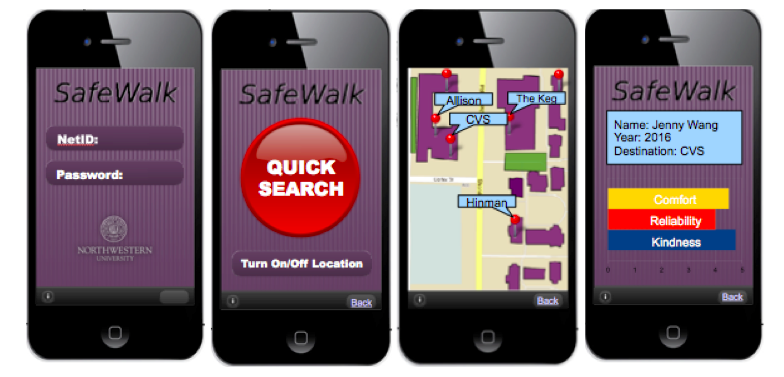 SafeWalk
NetID:
Password:
NORTHWESTERN
UNIVERSITY
i
SafeWalk
QUICK
SEARCH
Turn On/Off Location
i
Back
Allison
The Keg
CVS
Hinman
i
Back
SafeWalk
Name: Jenny Wang
Year: 2016
Destination: CVS
Comfort
Reliability
Kindness
0 1 2 3 4 5
i
Back